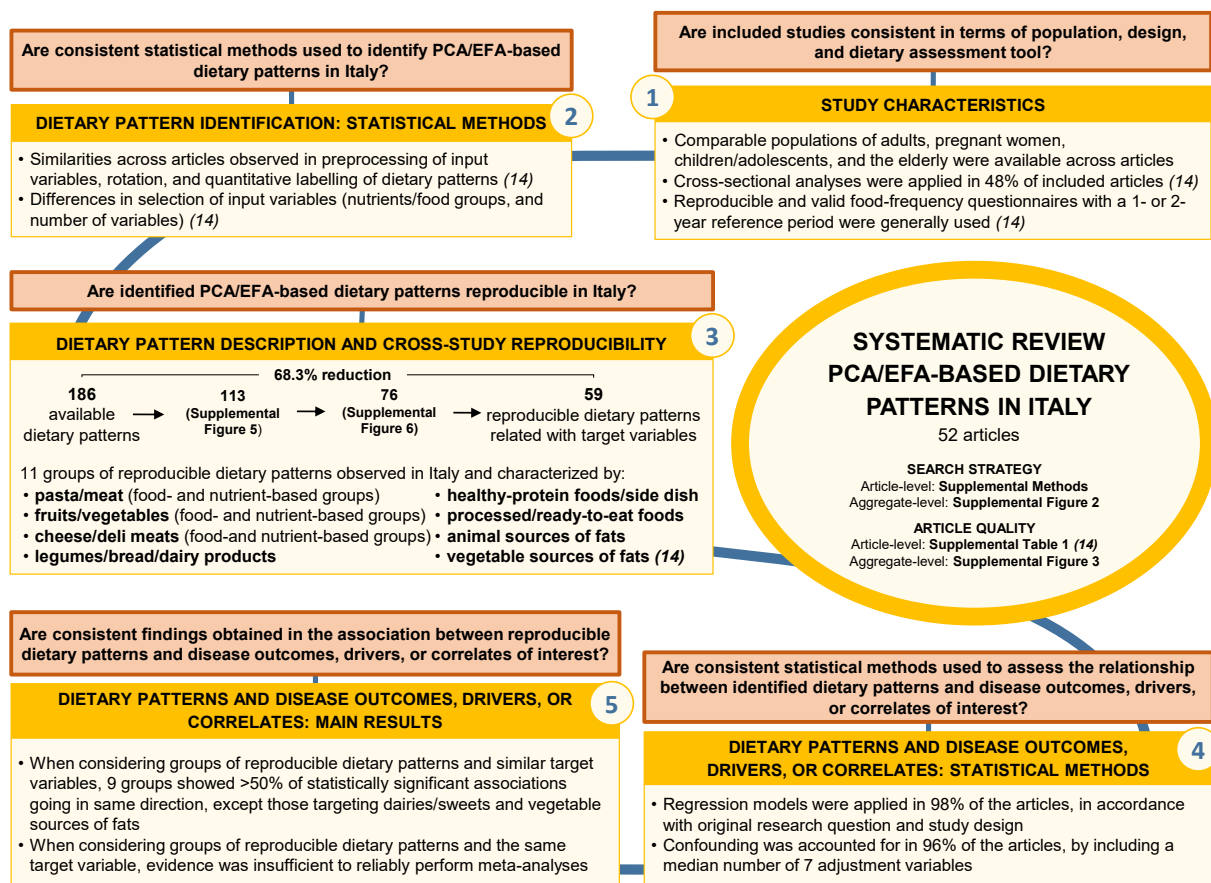 Are included studies consistent in terms of population, design,
and dietary assessment tool?
1
STUDY CHARACTERISTICS
• Comparable populations of adults, pregnant women,
children/adolescents, and the elderly were available across articles
• Cross-sectional analyses were applied in 48% of included articles (14)
• Reproducible and valid food-frequency questionnaires with a 1- or 2-
year reference period were generally used (14)
Are consistent statistical methods used to identify PCA/EFA-based
dietary patterns in Italy?
DIETARY PATTERN IDENTIFICATION: STATISTICAL METHODS
2
• Similarities across articles observed in preprocessing of input
variables, rotation, and quantitative labelling of dietary patterns (14)
• Differences in selection of input variables (nutrients/food groups, and
number of variables) (14)
Are identified PCA/EFA-based dietary patterns reproducible in Italy?
DIETARY PATTERN DESCRIPTION AND CROSS-STUDY REPRODUCIBILITY
3
68.3% reduction
186
available
dietary patterns
113
(Supplemental
Figure 5)
76
(Supplemental
Figure 6)
59
reproducible dietary patterns
related with target variables
11 groups of reproducible dietary patterns observed in Italy and characterized by:
• pasta/meat (food- and nutrient-based groups)
• fruits/vegetables (food- and nutrient-based groups)
• cheese/deli meats (food-and nutrient-based groups)
• legumes/bread/dairy products
• healthy-protein foods/side dish
• processed/ready-to-eat foods
• animal sources of fats
• vegetable sources of fats (14)
SYSTEMATIC REVIEW
PCA/EFA-BASED DIETARY
PATTERNS IN ITALY
52 articles
SEARCH STRATEGY
Article-level: Supplemental Methods
Aggregate-level: Supplemental Figure 2
ARTICLE QUALITY
Article-level: Supplemental Table 1 (14)
Aggregate-level: Supplemental Figure 3
Are consistent statistical methods used to assess the relationship
between identified dietary patterns and disease outcomes, drivers,
or correlates of interest?
DIETARY PATTERNS AND DISEASE OUTCOMES,
DRIVERS, OR CORRELATES: STATISTICAL METHODS
4
• Regression models were applied in 98% of the articles, in accordance
with original research question and study design
• Confounding was accounted for in 96% of the articles, by including a
median number of 7 adjustment variables
Are consistent findings obtained in the association between reproducible
dietary patterns and disease outcomes, drivers, or correlates of interest?
DIETARY PATTERNS AND DISEASE OUTCOMES, DRIVERS, OR
CORRELATES: MAIN RESULTS
5
• When considering groups of reproducible dietary patterns and similar target
variables, 9 groups showed >50% of statistically significant associations
going in same direction, except those targeting dairies/sweets and vegetable
sources of fats
• When considering groups of reproducible dietary patterns and the same
target variable, evidence was insufficient to reliably perform meta-analyses